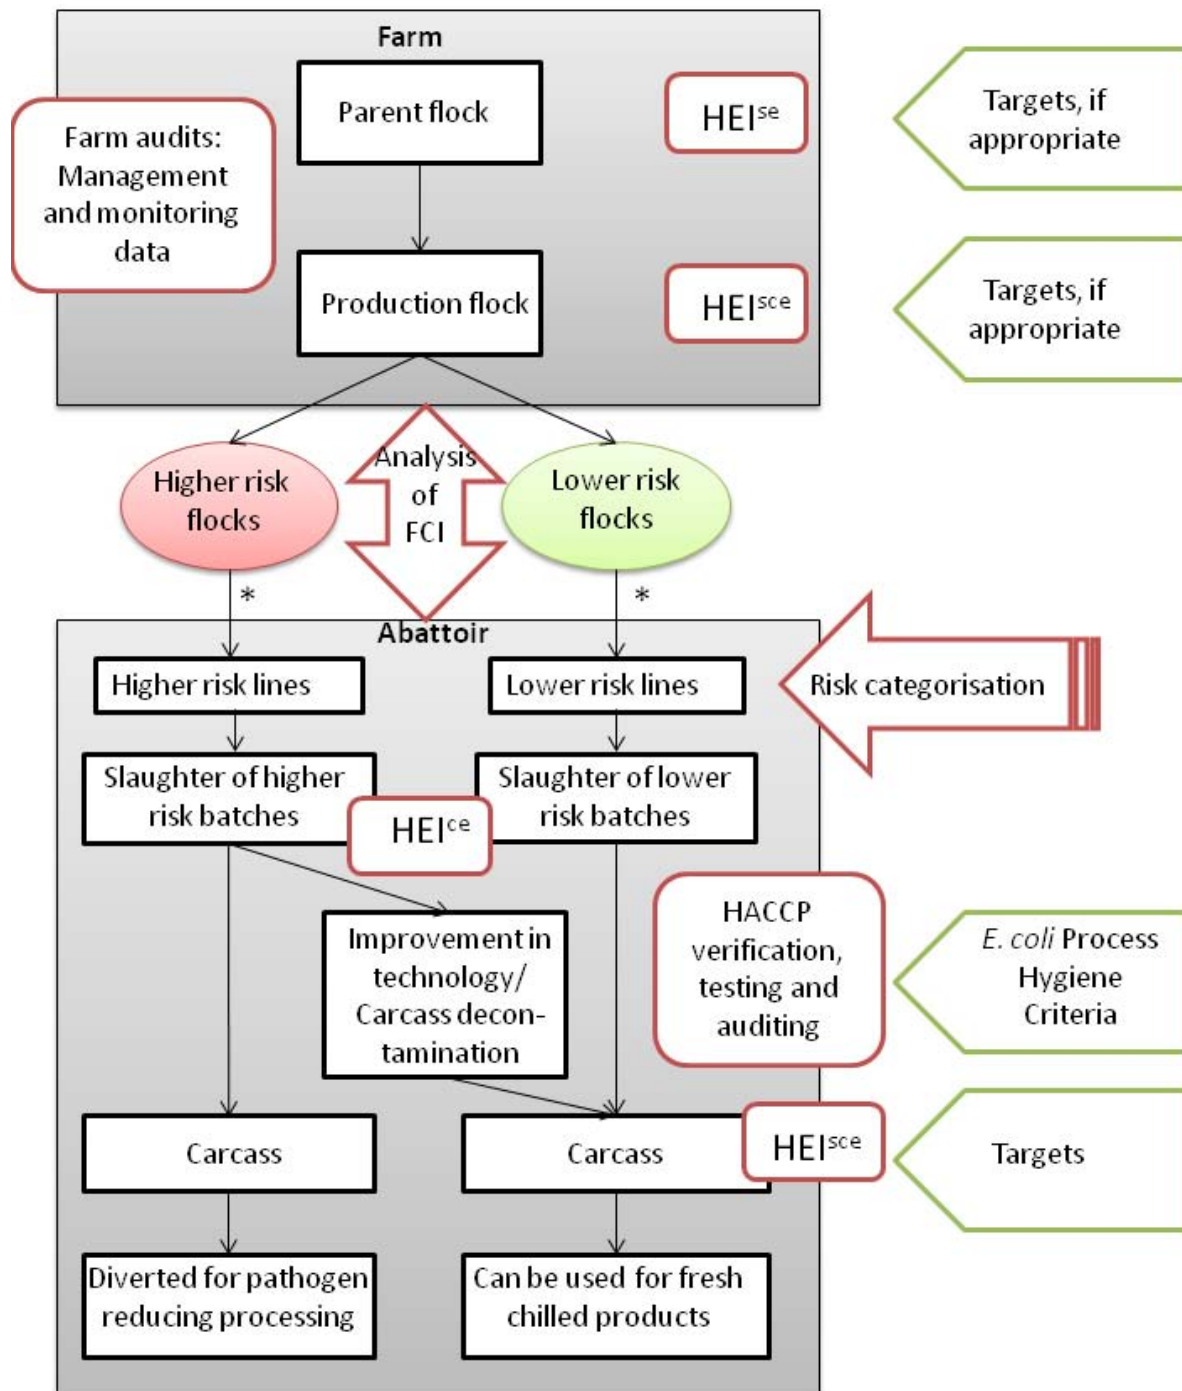 Farm
Parent flock
HEIse
Targets, if
appropriate
Farm audits:
Management
and monitoring
data
Production flock
HEIsce
Targets, if
appropriate
Higher risk
flocks
Analysis
of
FCI
Lower risk
flocks
*
*
Abattoir
Higher risk lines
Lower risk lines
Risk categorisation
Slaughter of higher
risk batches
Slaughter of lower
risk batches
HEIce
Improvement in
technology/
Carcass decon-
tamination
HACCP
verification,
testing and
auditing
E. coli Process
Hygiene
Criteria
Carcass
Carcass
HEIsce
Targets
Diverted for pathogen
reducing processing
Can be used for fresh
chilled products